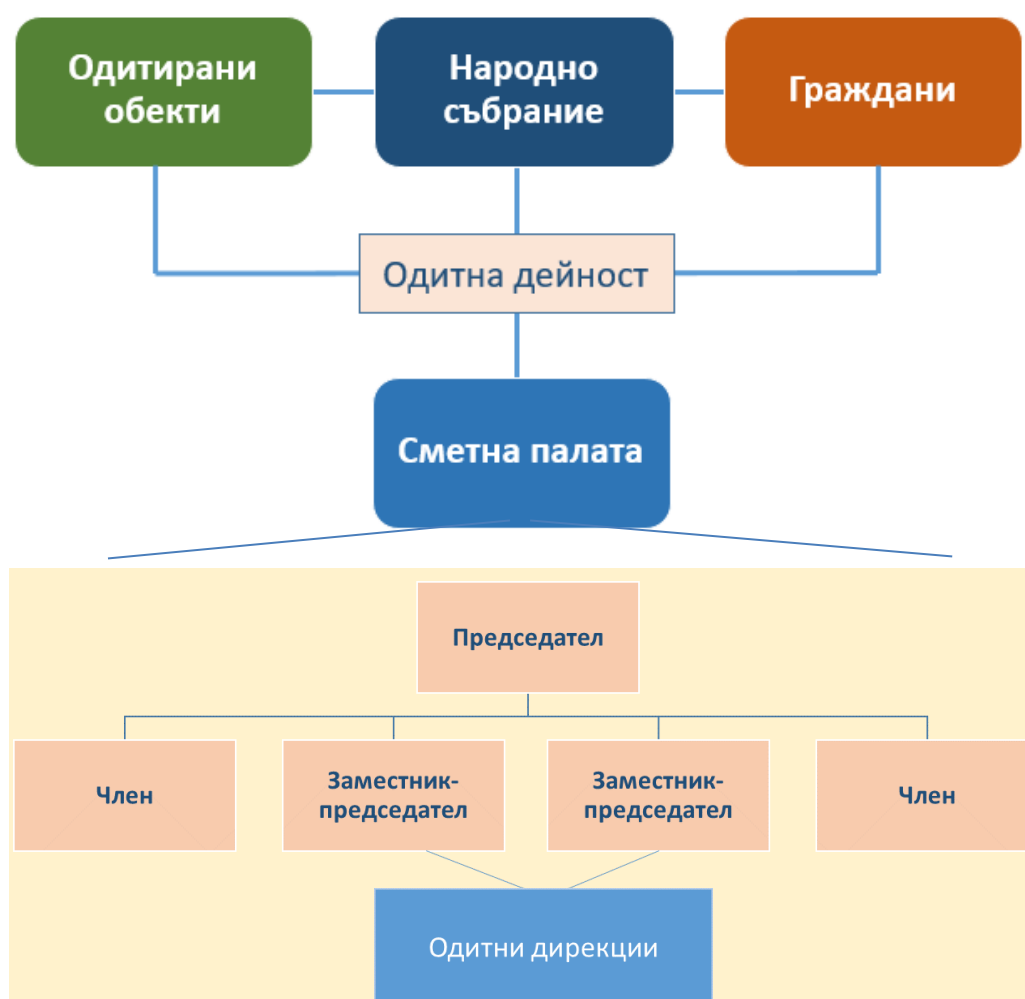 Одитирани
обекти
Народно
събрание
Граждани
Одитна дейност
Сметна палата
Председател
Член
Заместник-
председател
Заместник-
председател
Член
Одитни дирекции